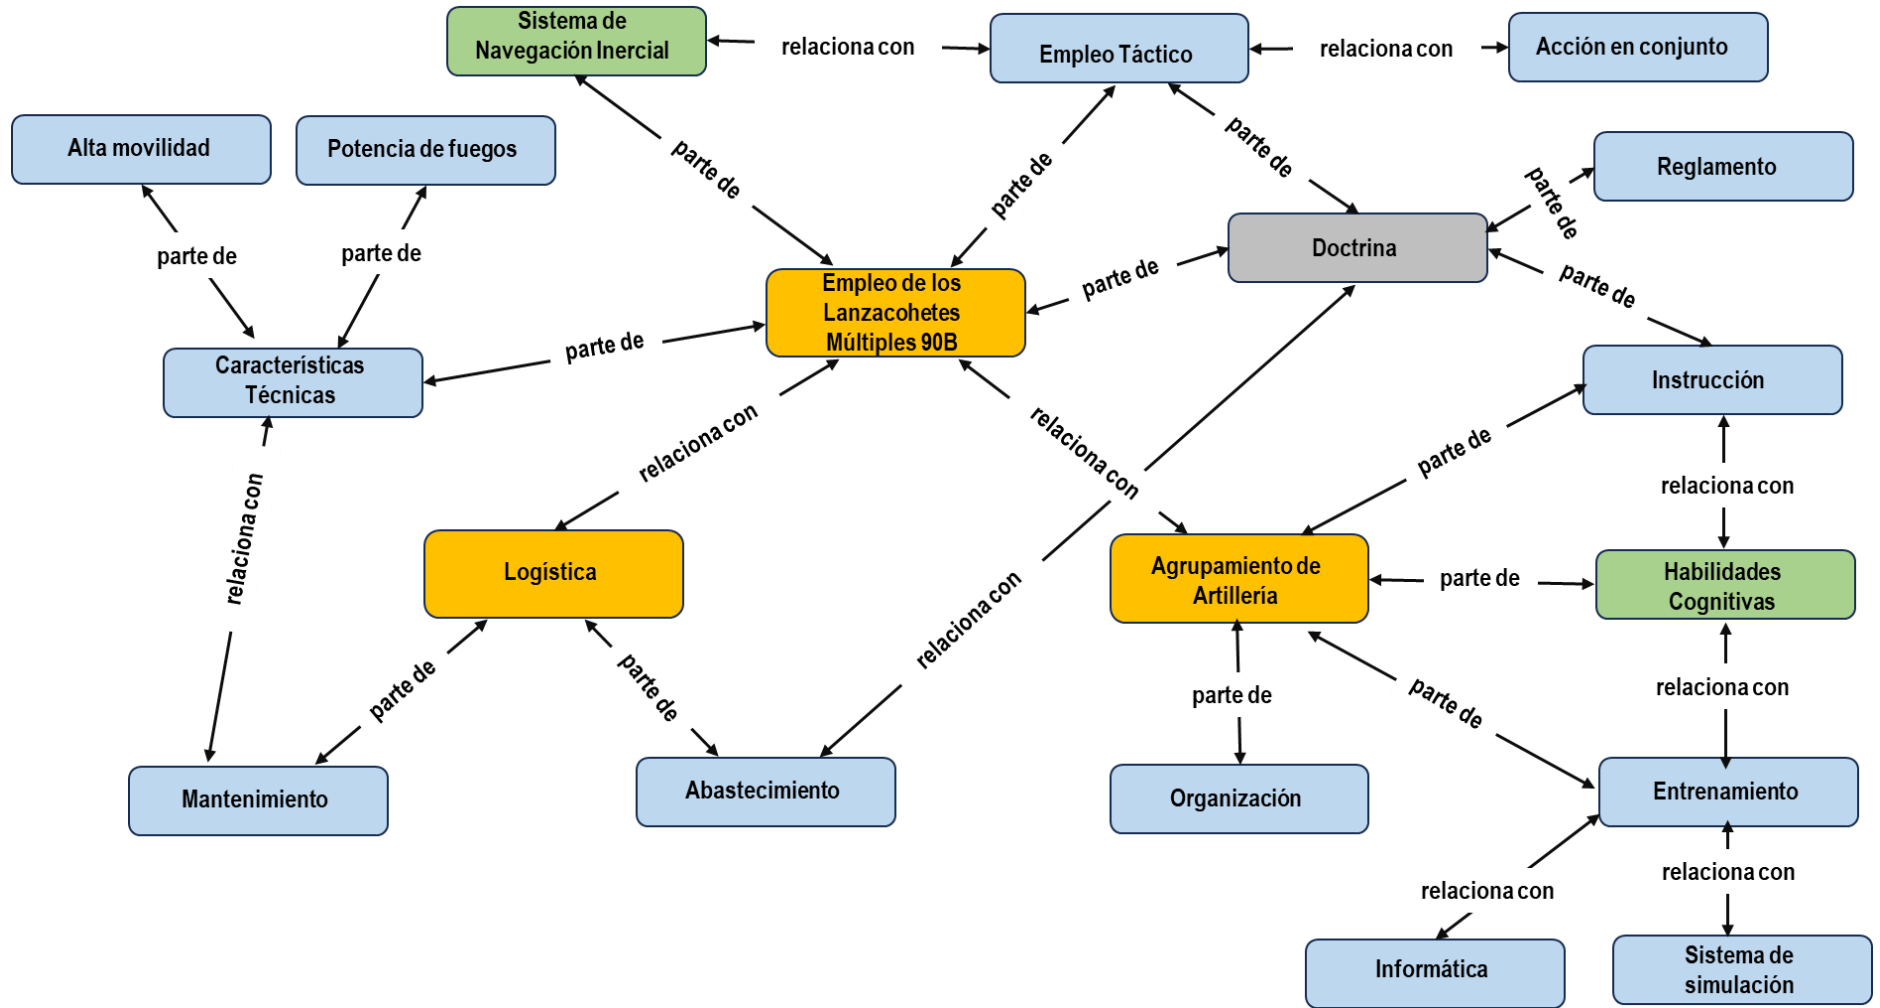 Sistema de
Navegación Inercial
relaciona con
Empleo Táctico
relaciona con
Acción en conjunto
Alta movilidad
Potencia de fuegos
parte de
parte de
parte de
parte de
Reglamento
parte de
parte de
Doctrina
parte de
parte de
Empleo de los
Lanzacohetes
Múltiples 90B
parte de
Características
Técnicas
parte de
Instrucción
relaciona con
relaciona con
parte de
relaciona con
relaciona con
Logística
Agrupamiento de
Artillería
parte de
Habilidades
Cognitivas
relaciona con
parte de
parte de
parte de
parte de
relaciona con
Mantenimiento
Abastecimiento
Organización
Entrenamiento
relaciona con
relaciona con
Informática
Sistema de
simulación